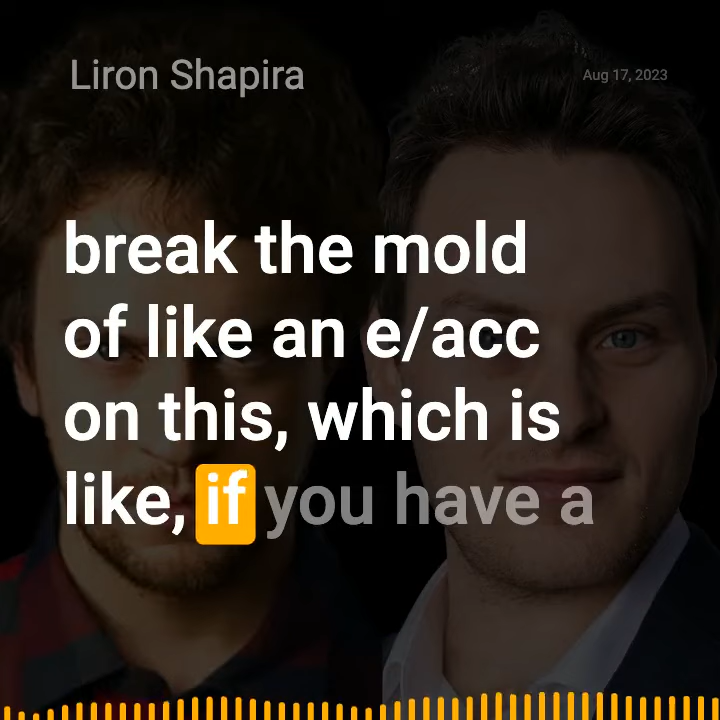 Liron Shapira
Aug 17, 2023
break the mold
of like an e/acc
on this, which is
like, if you have a